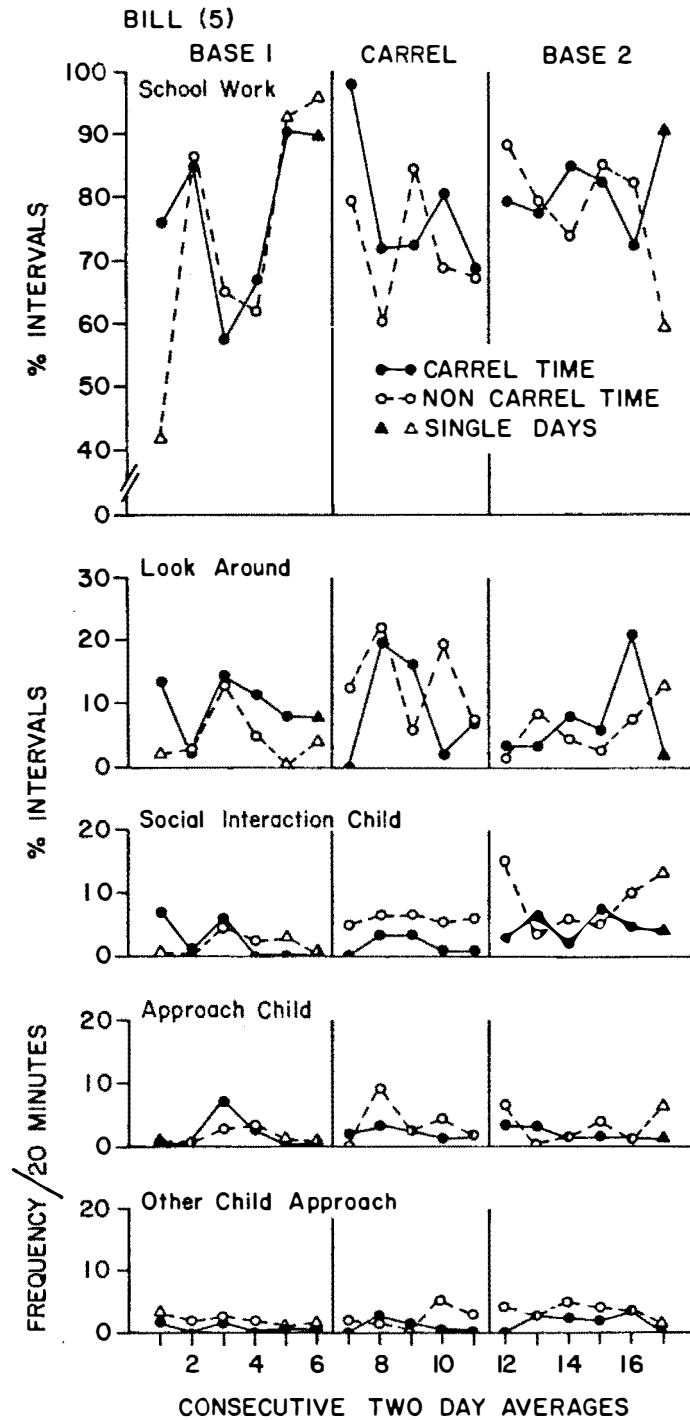 BILL (5)
BASE 1 CARREL BASE 2
School Work
100
90
80
70
60
50
40
0
% INTERVALS
CARREL TIME
NON CARREL TIME
SINGLE DAYS
Look Around
30
20
10
0
% INTERVALS
Social Interaction Child
20
10
0
Approach Child
20
10
0
FREQUENCY/20 MINUTES
Other Child Approach
20
10
0
2 4 6 8 10 12 14 16
CONSECUTIVE TWO DAY AVERAGES